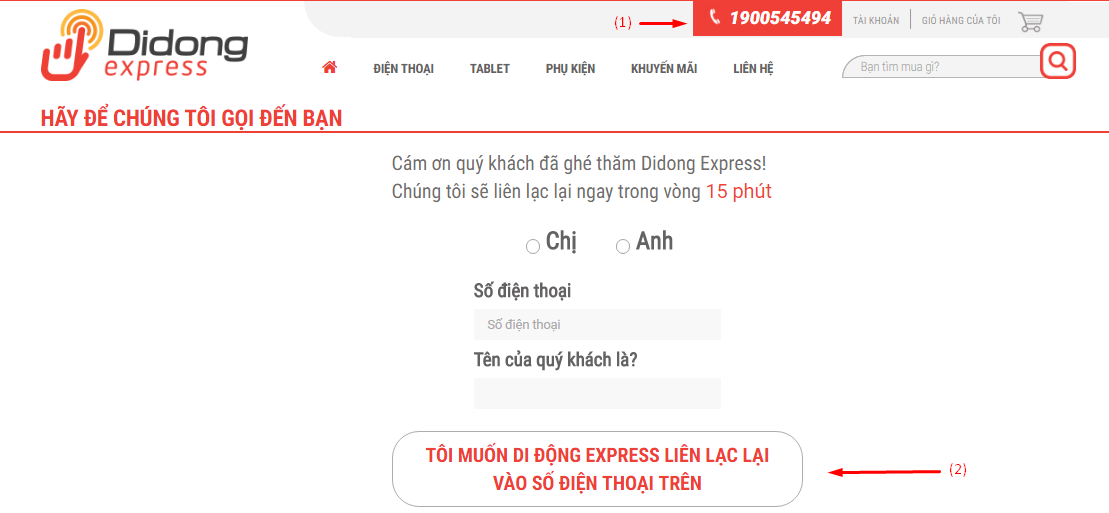 (1)
1900545494
TÀI KHOẢN
GIỎ HÀNG CỦA TÔI
Didong
express
ĐIỆN THOẠI
TABLET
PHỤ KIỆN
KHUYẾN MÃI
LIÊN HỆ
Bạn tìm mua gì?
HÃY ĐỂ CHÚNG TÔI GỌI ĐẾN BẠN
Cám ơn quý khách đã ghé thăm Didong Express!
Chúng tôi sẽ liên lạc lại ngay trong vòng 15 phút
Chị
Anh
Số điện thoại
Số điện thoại
Tên của quý khách là?
TÔI MUỐN DI ĐỘNG EXPRESS LIÊN LẠC LẠI
VÀO SỐ ĐIỆN THOẠI TRÊN
(2)